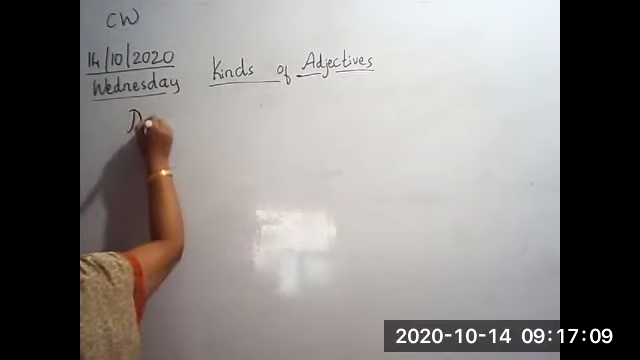 CW
14/10/2020
Wednesday
Kinds of Adjectives
2020-10-14 09:17:09